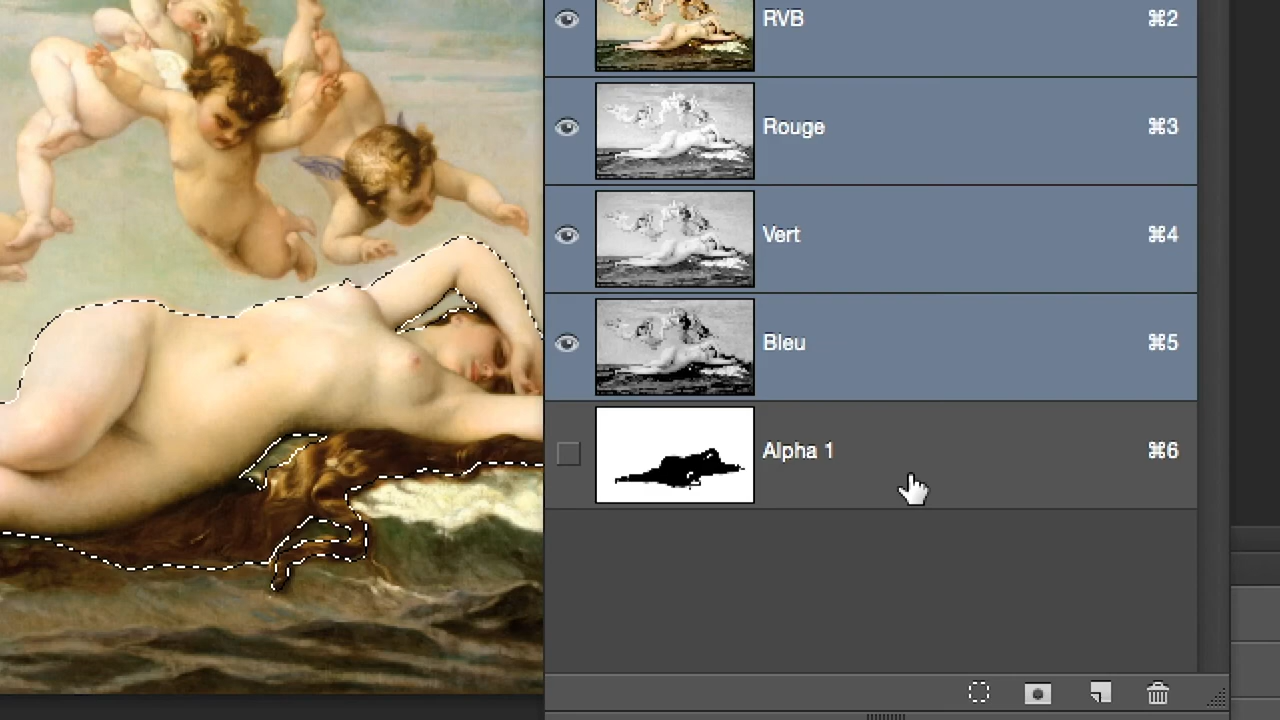 RVB ⌘2
Rouge ⌘3
Vert ⌘4
Bleu ⌘5
Alpha 1 ⌘6